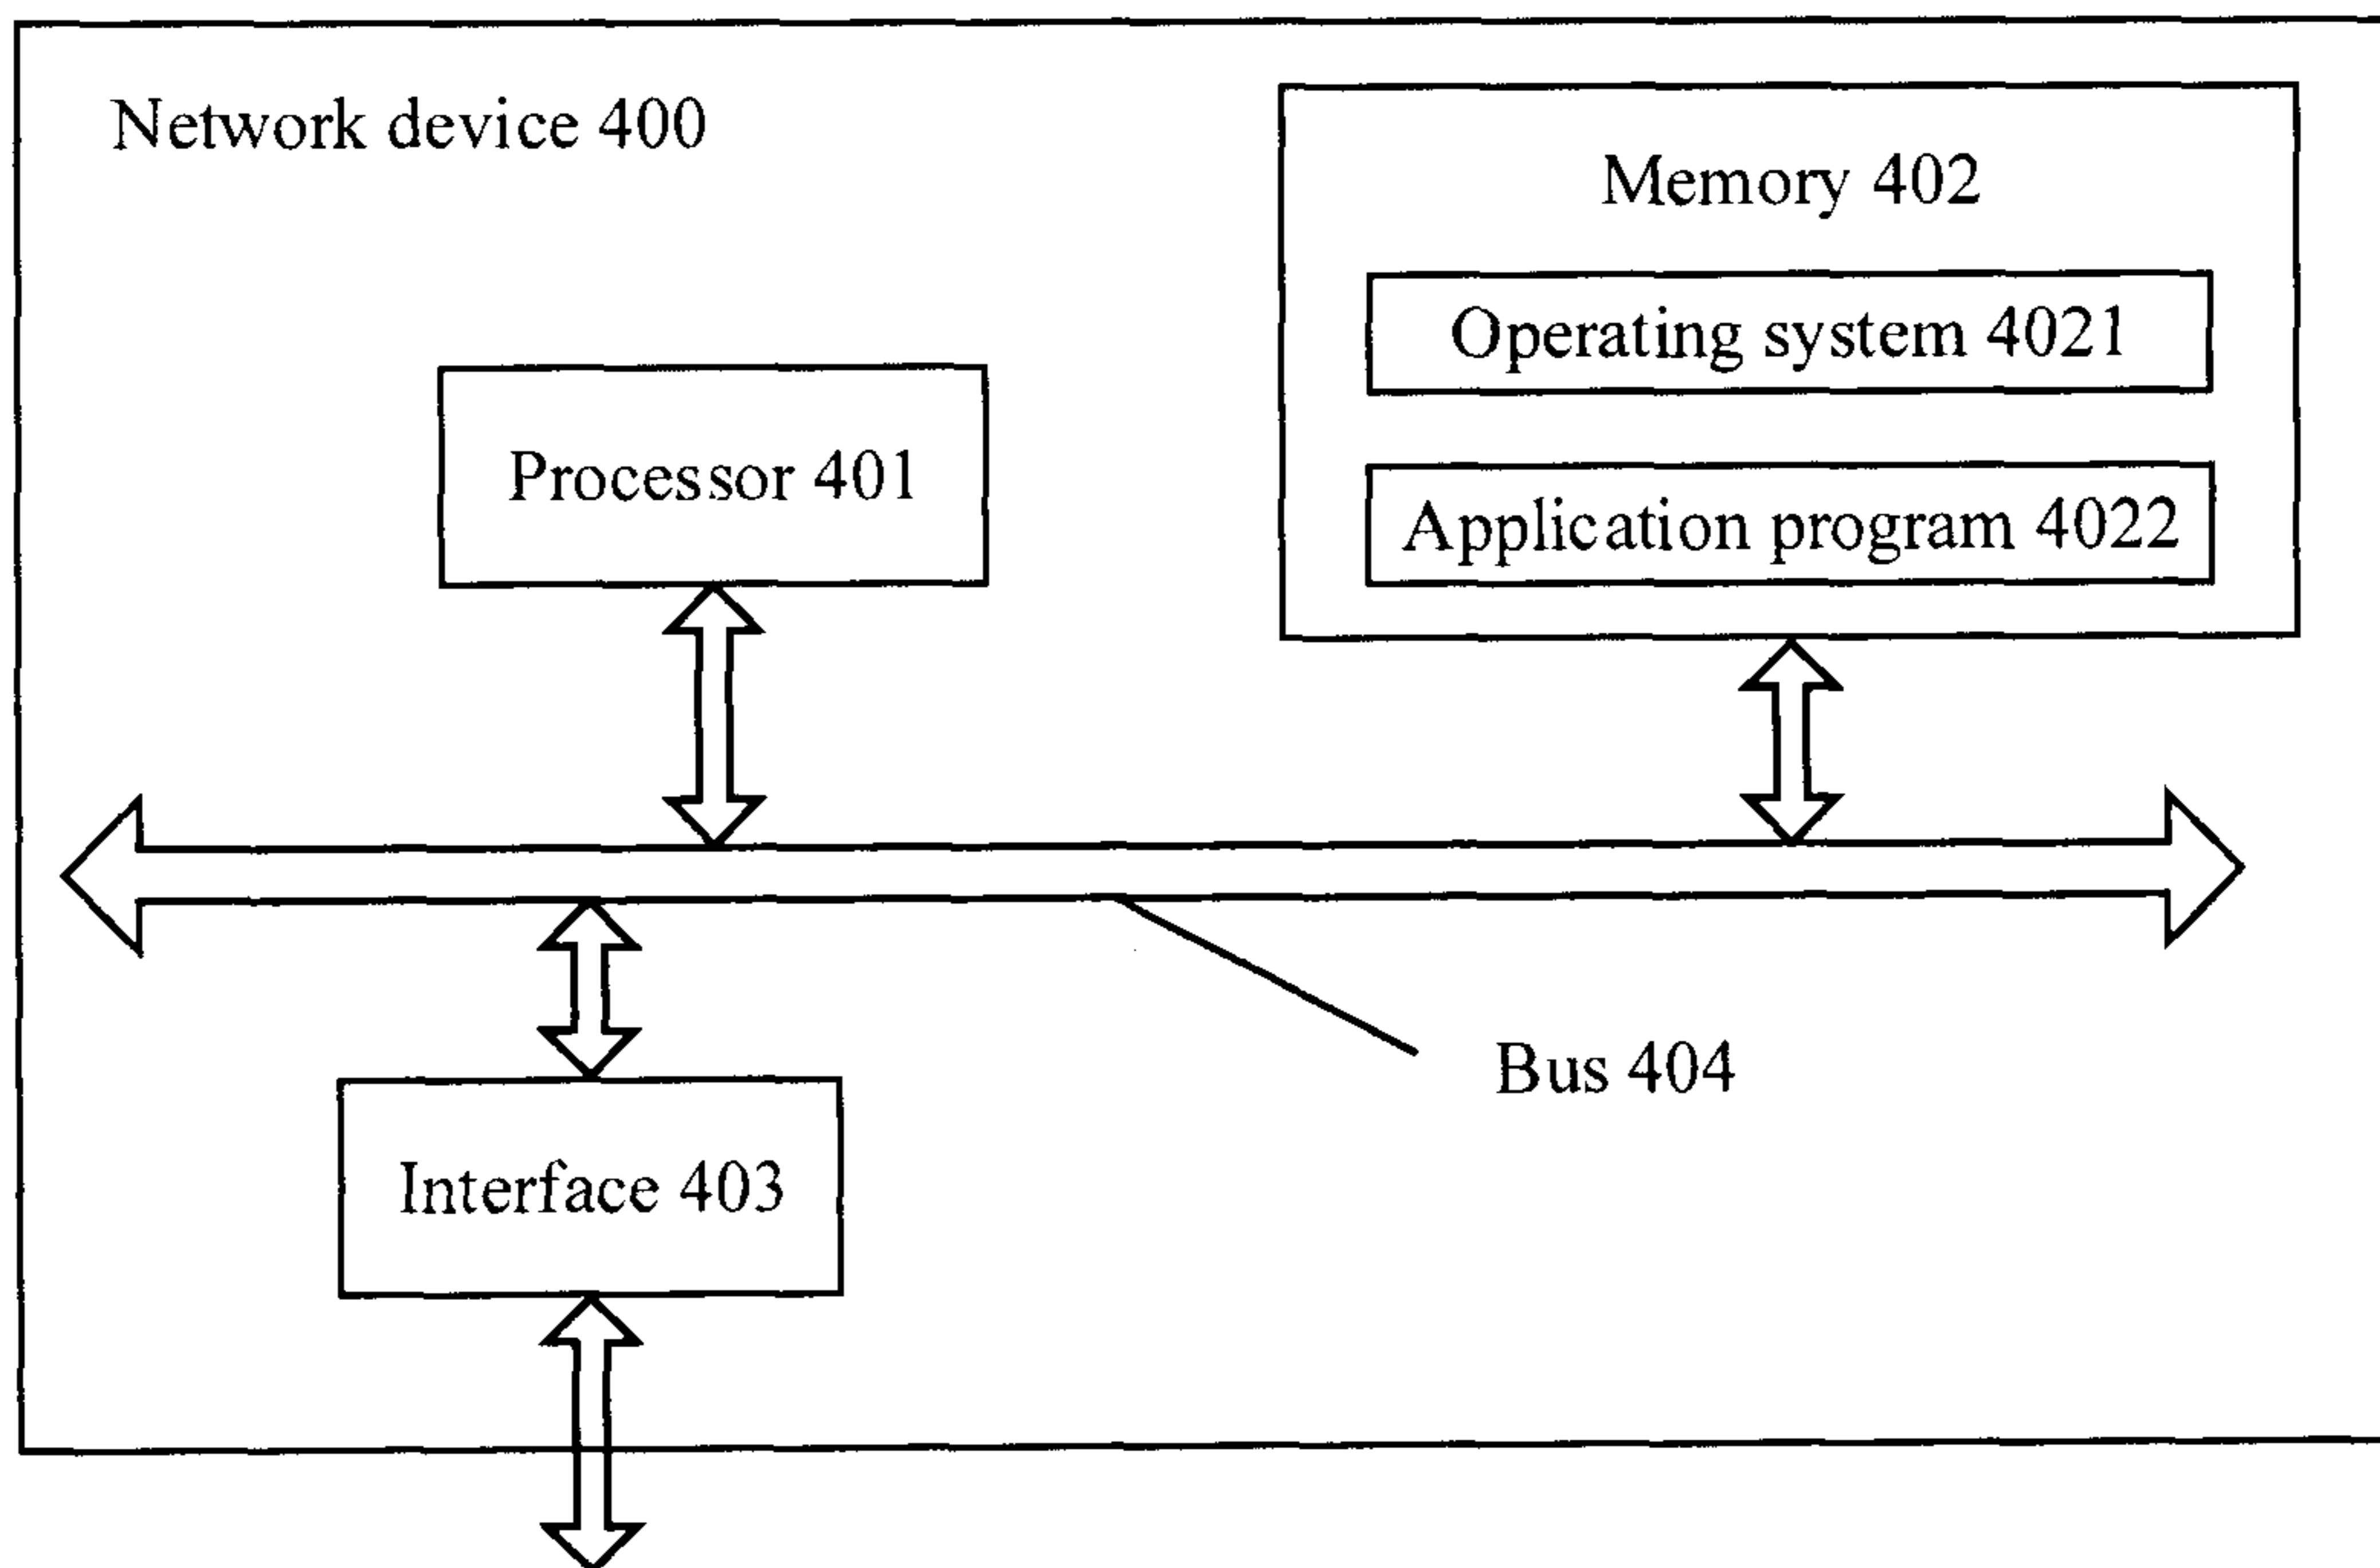 Network device 400
Memory 402
Operating system 4021
Processor 401
Application program 4022
Bus 404
Interface 403